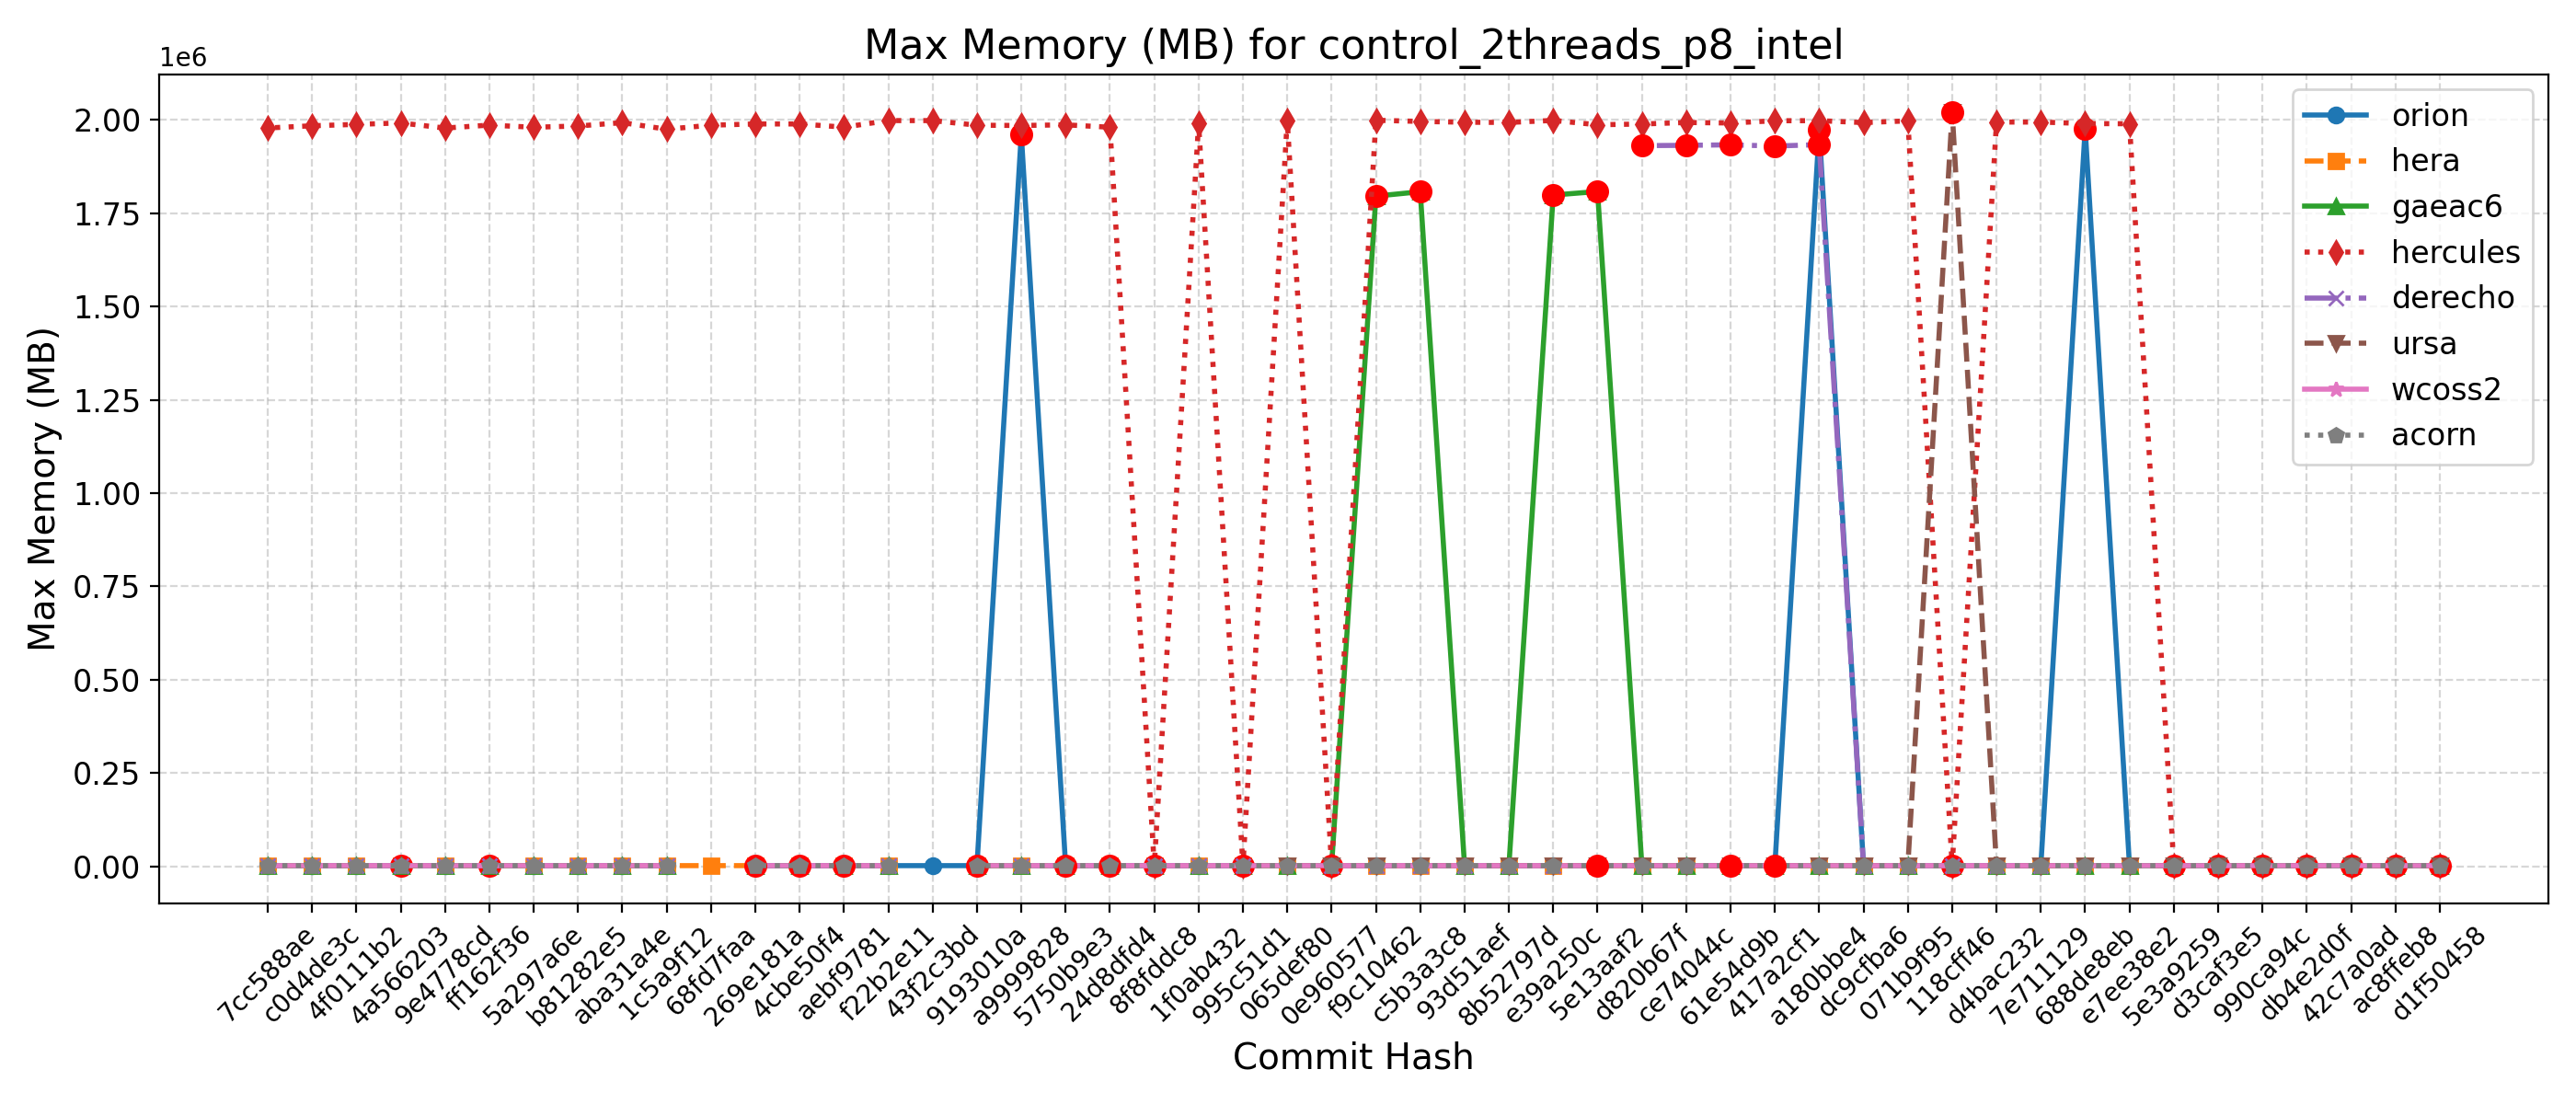 Max Memory (MB) for control_2threads_p8_intel
1e6
2.00
1.75
1.50
1.25
1.00
0.75
0.50
0.25
0.00
Max Memory (MB)
orion
hera
gaeac6
hercules
derecho
ursa
wcoss2
acorn
7cc588ae
c0d4de3c
4f0111b2
4a566203
9e4778cd
ff162f36
5a297a6e
b81282e5
aba31a4e
1c5a9f12
68fd7faa
269e181a
4cbe50f4
aebf9781
f22b2e11
43f2c3bd
9193010a
a9999828
5750b9e3
24d8dfd4
8f8fddc8
1f0ab432
995c51d1
065def80
0e960577
f9c10462
c5b3a3c8
93d51aef
8b52797d
e39a250c
5e13aaf2
d820b67f
ce74044c
61e54d9b
417a2cf1
a180bbe4
dc9cfba6
071b9f95
118cff46
d4bac232
7e711129
688de8eb
e7ee38e2
5e3a9259
d3caf3e5
990ca94c
db4e2d0f
42c7a0ad
ac8ffeb8
d1f50458
Commit Hash